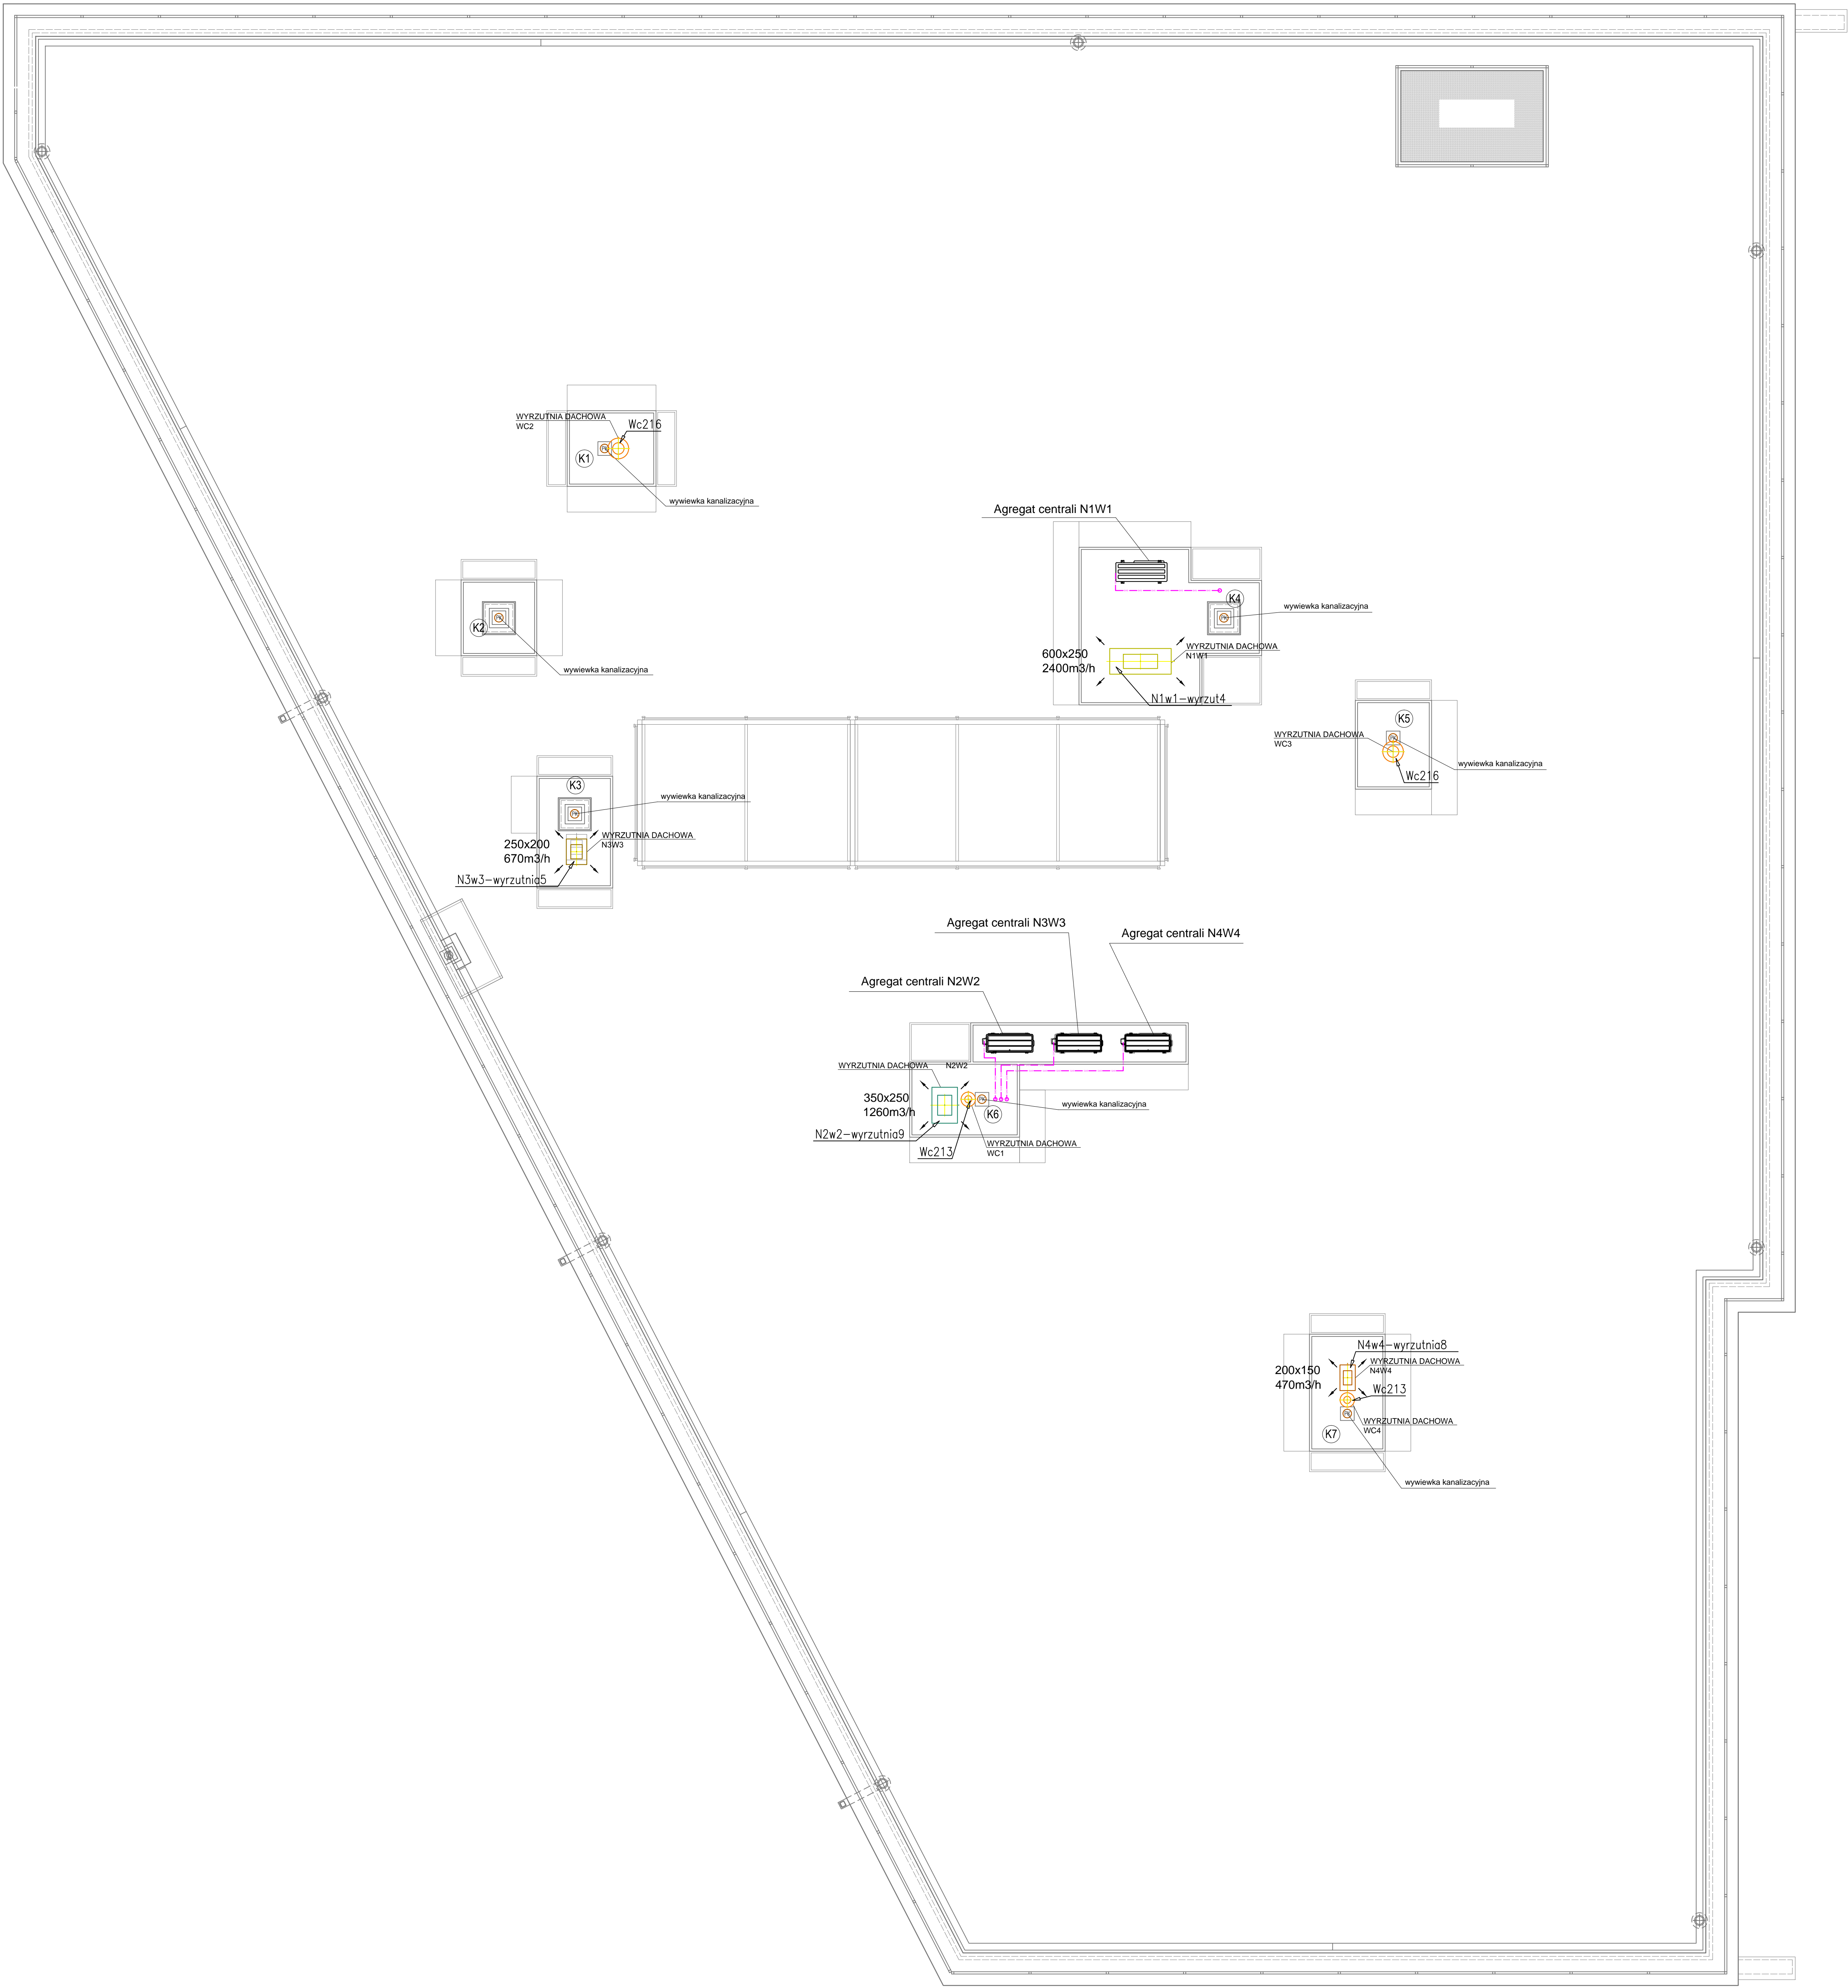 WYRZUTNIA DACHOWA
WC2
Wc216
K1
wywiewka kanalizacyjna
Agregat centrali N1W1
K4
wywiewka kanalizacyjna
K2
wywiewka kanalizacyjna
600x250
2400m3/h
WYRZUTNIA DACHOWA
N1W1
N1w1-wyrzut4
K5
WYRZUTNIA DACHOWA
WC3
wywiewka kanalizacyjna
Wc216
K3
wywiewka kanalizacyjna
WYRZUTNIA DACHOWA
N3W3
250x200
670m3/h
N3w3-wyrzutnia5
Agregat centrali N3W3
Agregat centrali N4W4
Agregat centrali N2W2
WYRZUTNIA DACHOWA
N2W2
350x250
1260m3/h
wywiewka kanalizacyjna
K6
N2w2-wyrzutnia9
WYRZUTNIA DACHOWA
WC1
Wc213
N4w4-wyrzutnia8
WYRZUTNIA DACHOWA
N4W4
200x150
470m3/h
Wc213
WYRZUTNIA DACHOWA
WC4
K7
wywiewka kanalizacyjna